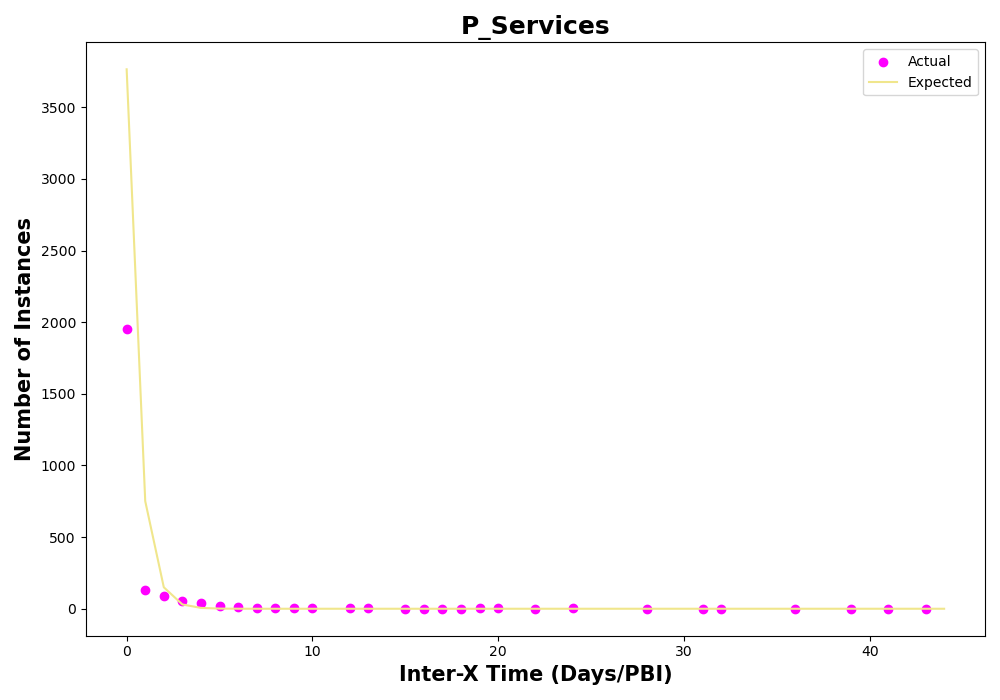 P_Services
Actual
Expected
Number of Instances
3500
3000
2500
2000
1500
1000
500
0
0 10 20 30 40
Inter-X Time (Days/PBI)